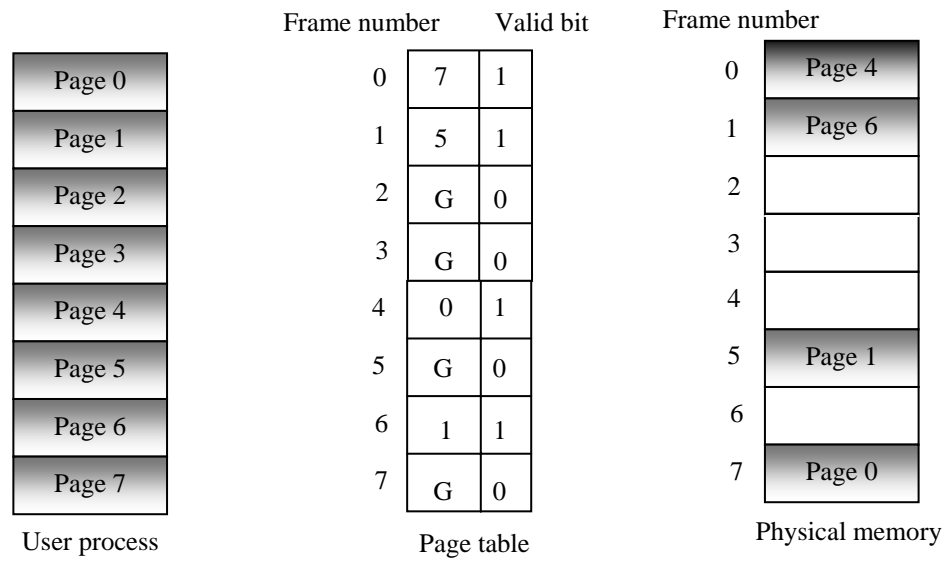 Frame number Valid bit Frame number
Page 0 0 7 1 0 Page 4
Page 1 1 5 1 1 Page 6
Page 2 2 G 0 2
Page 3 3 G 0 3
Page 4 4 0 1 4
Page 5 5 G 0 5 Page 1
Page 6 6 1 1 6
Page 7 7 G 0 7 Page 0
User process Page table Physical memory